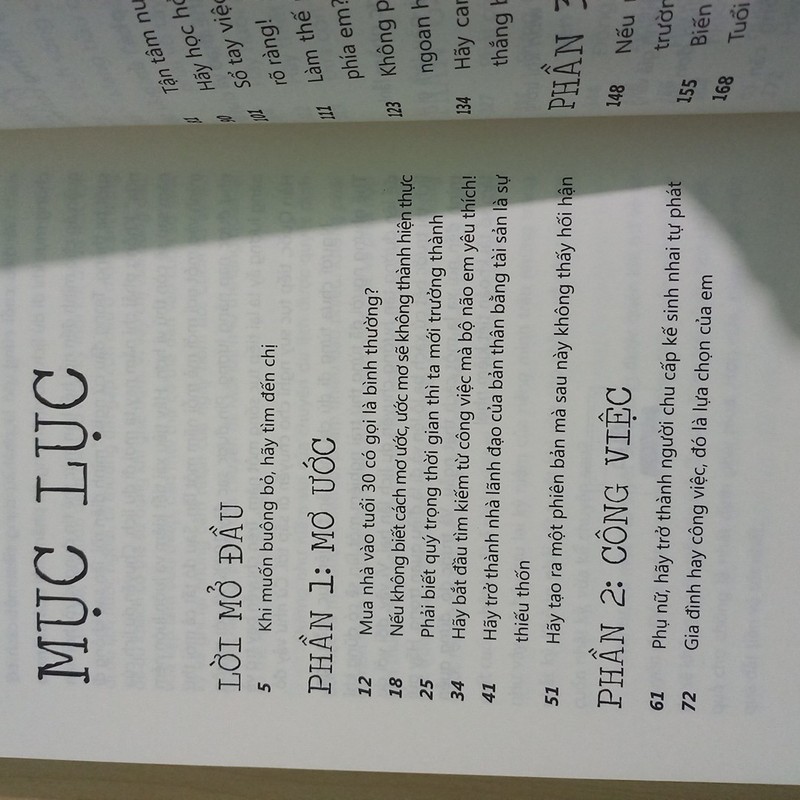 MỤC LỤC
LỜI MỞ ĐẦU
5 Khi muốn buông bỏ, hãy tìm đến chị
PHẦN 1: MƠ ƯỚC
12 Mua nhà vào tuổi 30 có gọi là bình thường?
18 Nếu không biết cách mơ ước, ước mơ sẽ không thành hiện thực
25 Phải biết quý trọng thời gian thì ta mới trưởng thành
34 Hãy bắt đầu tìm kiếm từ công việc mà bộ não em yêu thích!
41 Hãy trở thành nhà lãnh đạo của bản thân bằng tài sản là sự
thiếu thốn
51 Hãy tạo ra một phiên bản mà sau này không thấy hối hận
PHẦN 2: CÔNG VIỆC
61 Phụ nữ, hãy trở thành người chu cấp kế sinh nhai tự phát
72 Gia đình hay công việc, đó là lựa chọn của em
Tận tâm
Hãy học
90 Sổ tay
101 rõ ràng!
111 Làm thế
phía em?
123 Không
ngoan
134 Hãy
thắng
PHẦN
148 Nếu
155 Biến
168 Tuổi